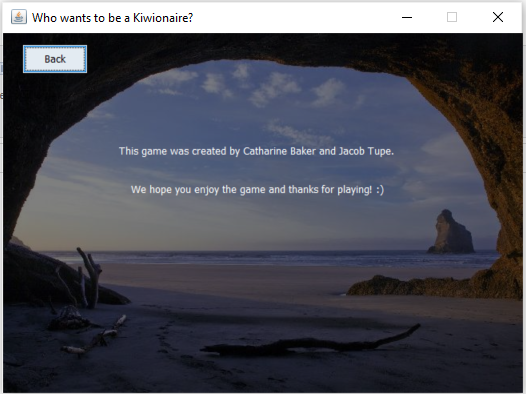 Who wants to be a Kiwionaire?
Back
This game was created by Catharine Baker and Jacob Tupe.
We hope you enjoy the game and thanks for playing! :)